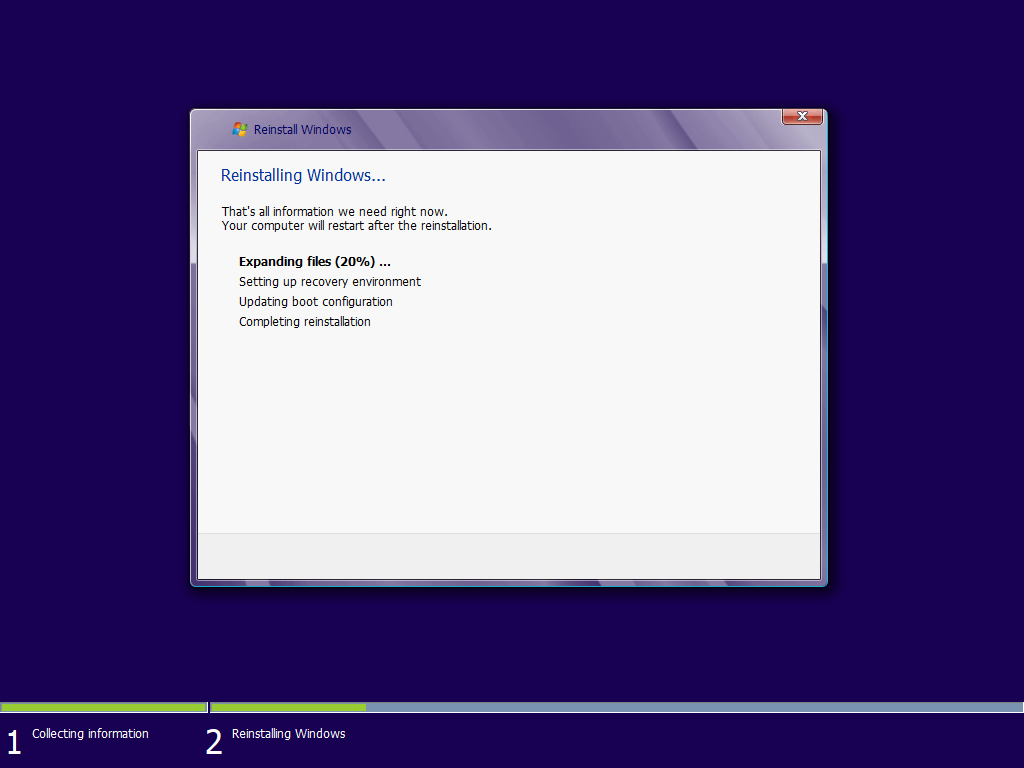 Reinstall Windows
Reinstalling Windows...
That's all information we need right now.
Your computer will restart after the reinstallation.
Expanding files (20%) ...
Setting up recovery environment
Updating boot configuration
Completing reinstallation
1 Collecting information
2 Reinstalling Windows